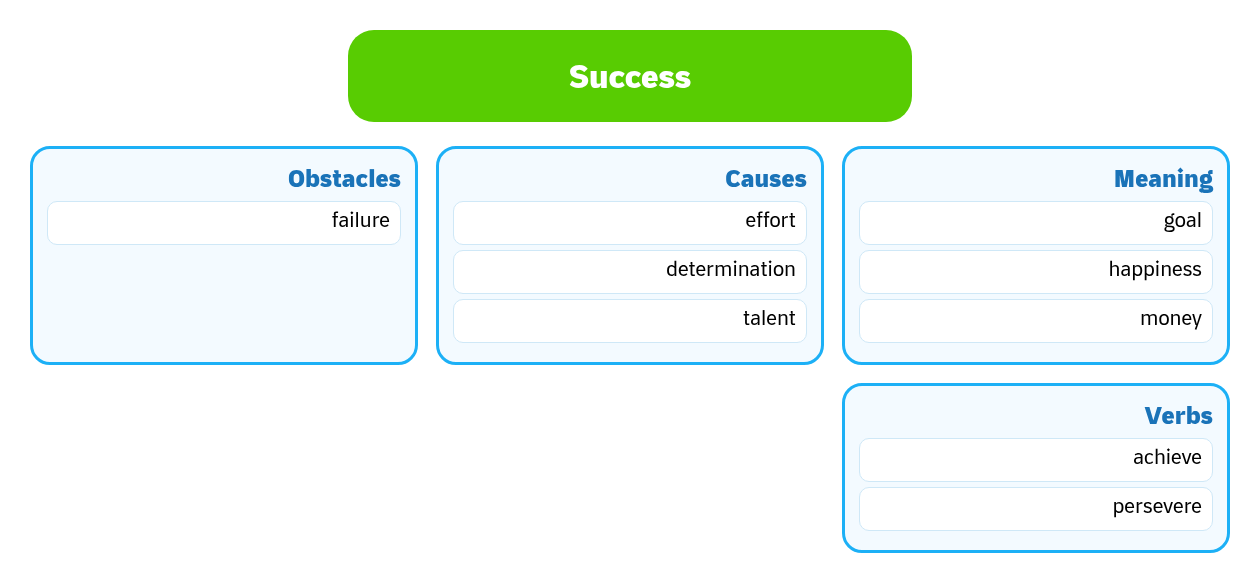 Success
Obstacles
failure
Causes
effort
determination
talent
Meaning
goal
happiness
money
Verbs
achieve
persevere